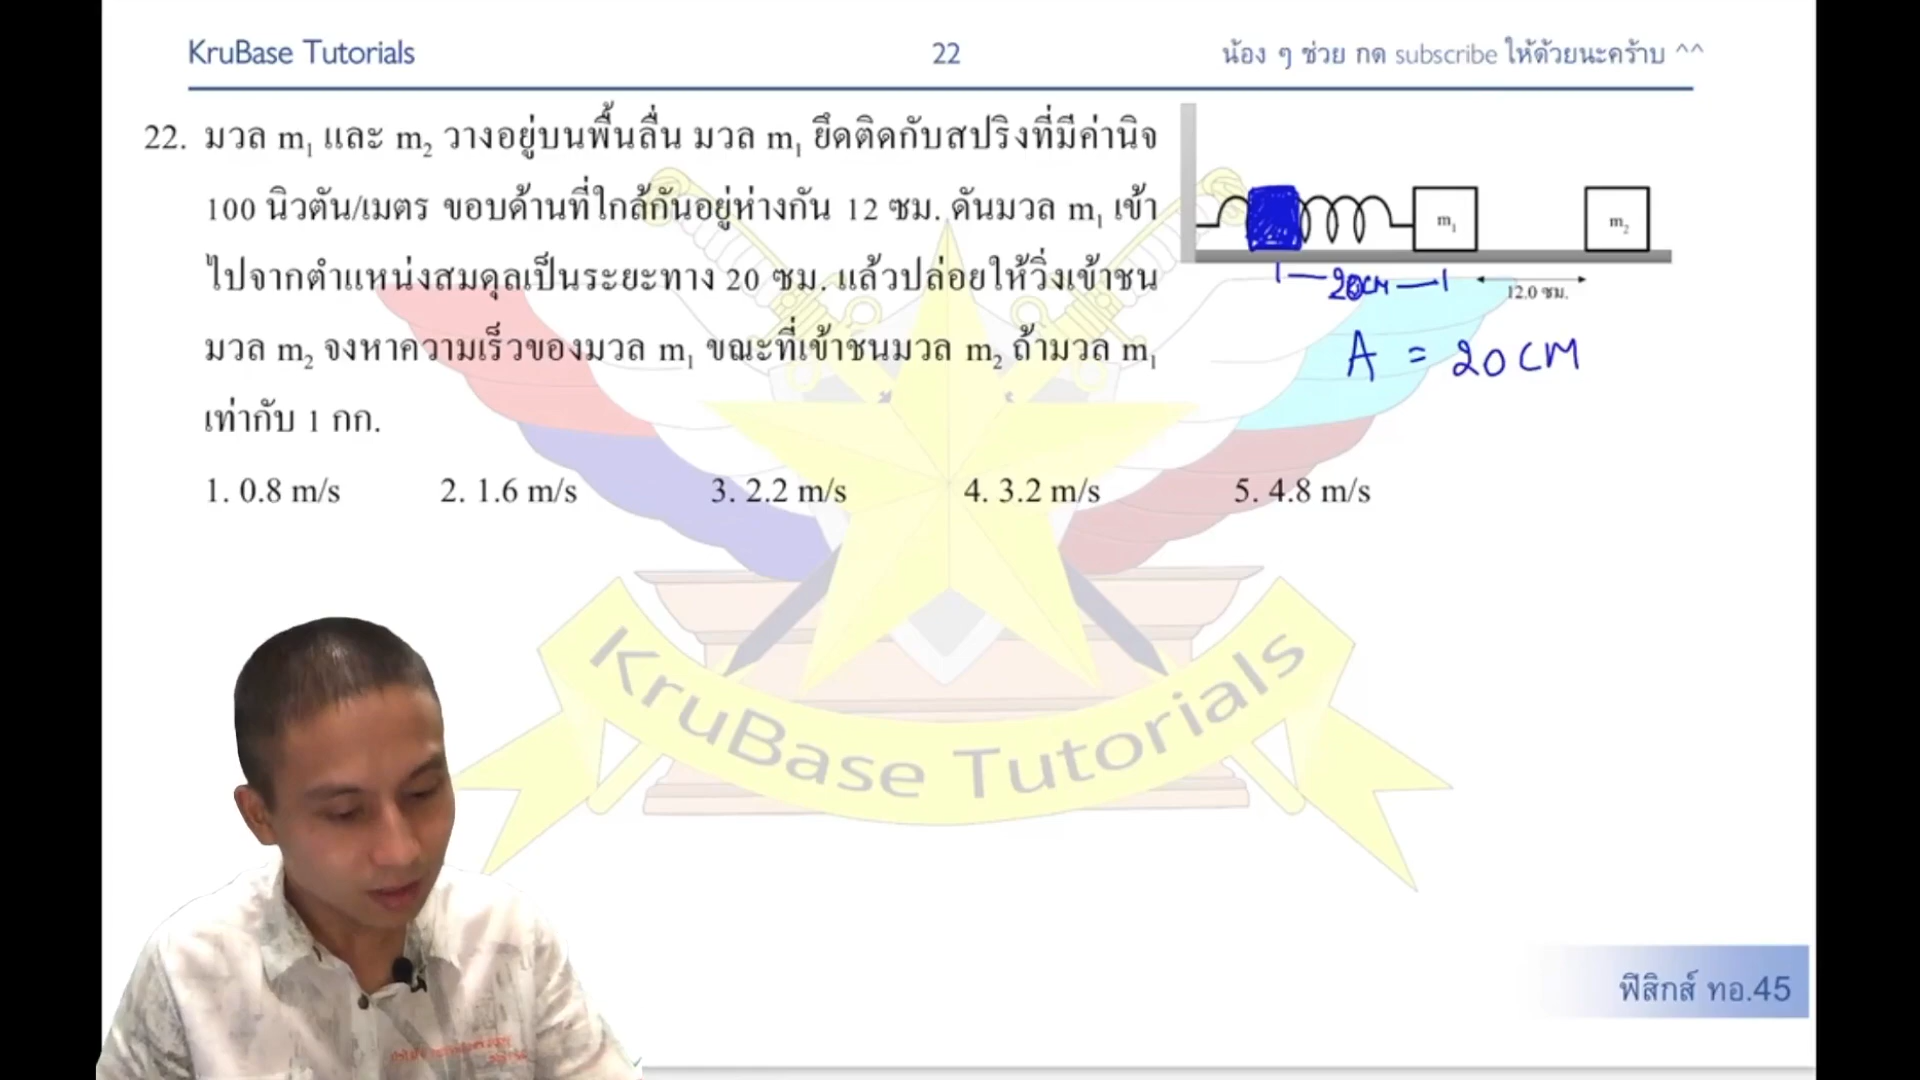 KruBase Tutorials 22 น้อง ๆ ช่วย กด subscribe ให้ด้วยนะคร้าบ ^^
22. มวล m₁ และ m₂ วางอยู่บนพื้นลื่น มวล m₁ ยึดติดกับสปริงที่มีค่านิจ
100 นิวตัน/เมตร ขอบด้านที่ใกล้กันอยู่ห่างกัน 12 ซม. ดันมวล m₁ เข้า
ไปจากตำแหน่งสมดุลเป็นระยะทาง 20 ซม. แล้วปล่อยให้วิ่งเข้าชน
มวล m₂ จงหาความเร็วของมวล m₁ ขณะที่เข้าชนมวล m₂ ถ้ามวล m₁
เท่ากับ 1 กก.
1. 0.8 m/s 2. 1.6 m/s 3. 2.2 m/s 4. 3.2 m/s 5. 4.8 m/s
m₁
m₂
20cm
12.0 ซม.
A = 20 CM
KruBase Tutorials
ฟิสิกส์ ทอ.45